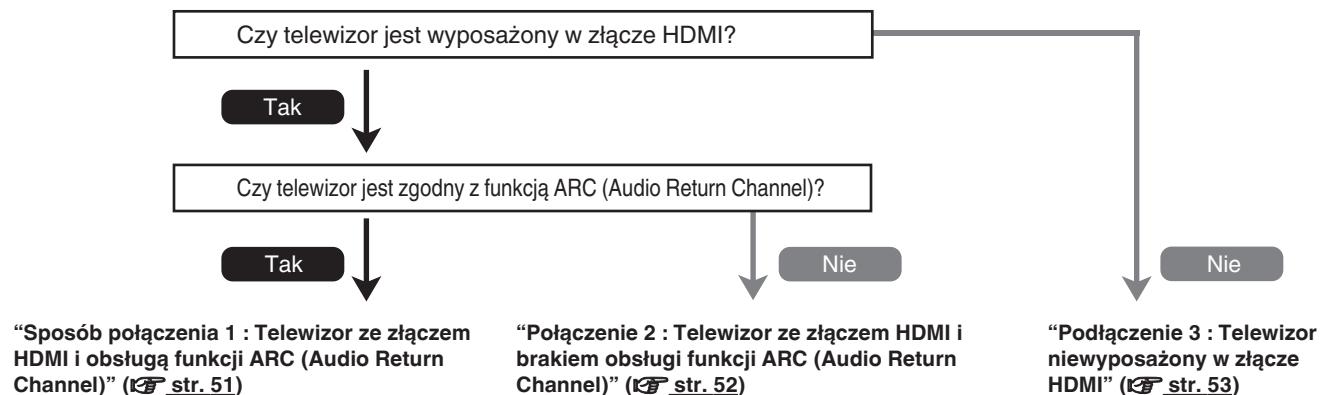 Czy telewizor jest wyposażony w złącze HDMI?
Tak
Czy telewizor jest zgodny z funkcją ARC (Audio Return Channel)?
Tak
Nie
Nie
“Sposób połączenia 1 : Telewizor ze złączem
HDMI i obsługą funkcji ARC (Audio Return
Channel)” (☞ str. 51)
“Połączenie 2 : Telewizor ze złączem HDMI i
brakiem obsługi funkcji ARC (Audio Return
Channel)” (☞ str. 52)
“Podłączenie 3 : Telewizor
niewyposażony w złącze
HDMI” (☞ str. 53)